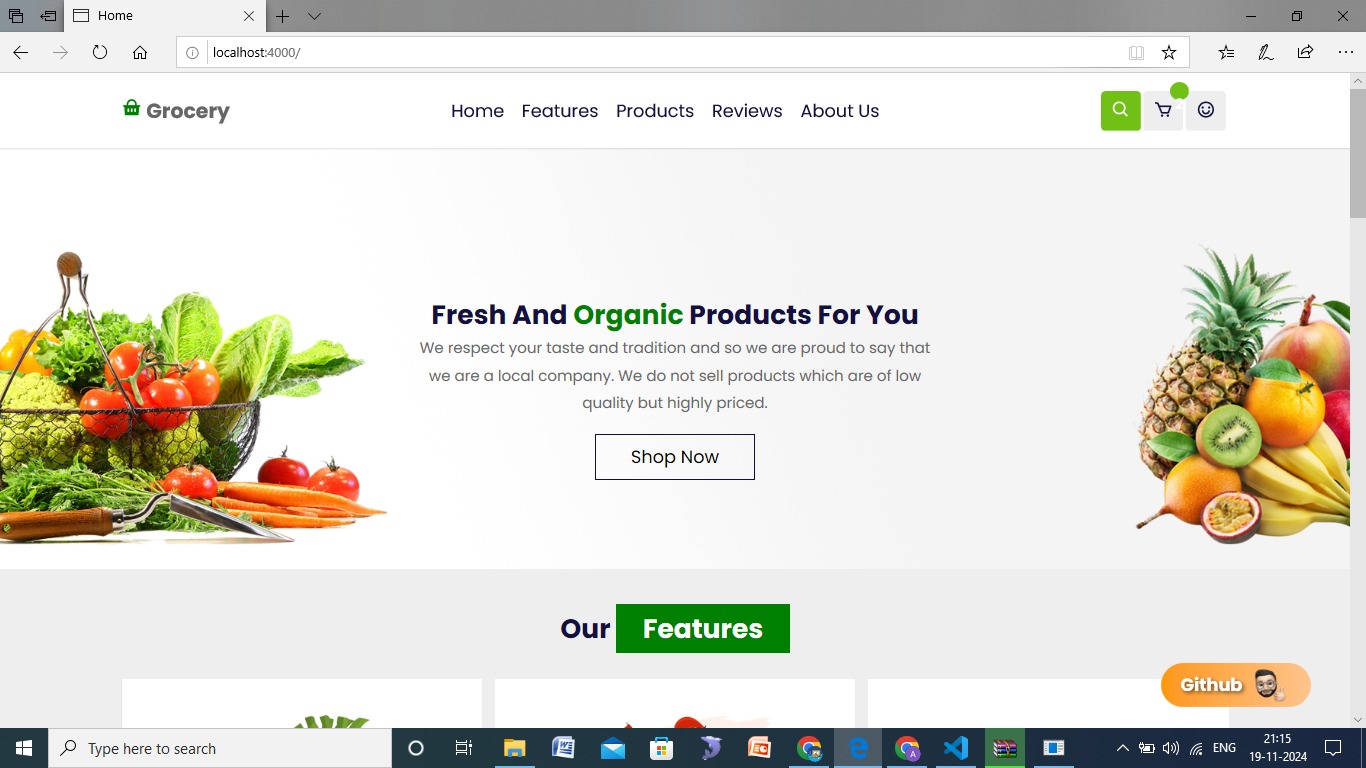 Home
localhost:4000/
Grocery
Home Features Products Reviews About Us
Fresh And Organic Products For You
We respect your taste and tradition and so we are proud to say that
we are a local company. We do not sell products which are of low
quality but highly priced.
Shop Now
Our Features
Github
Type here to search
ENG
21:15
19-11-2024